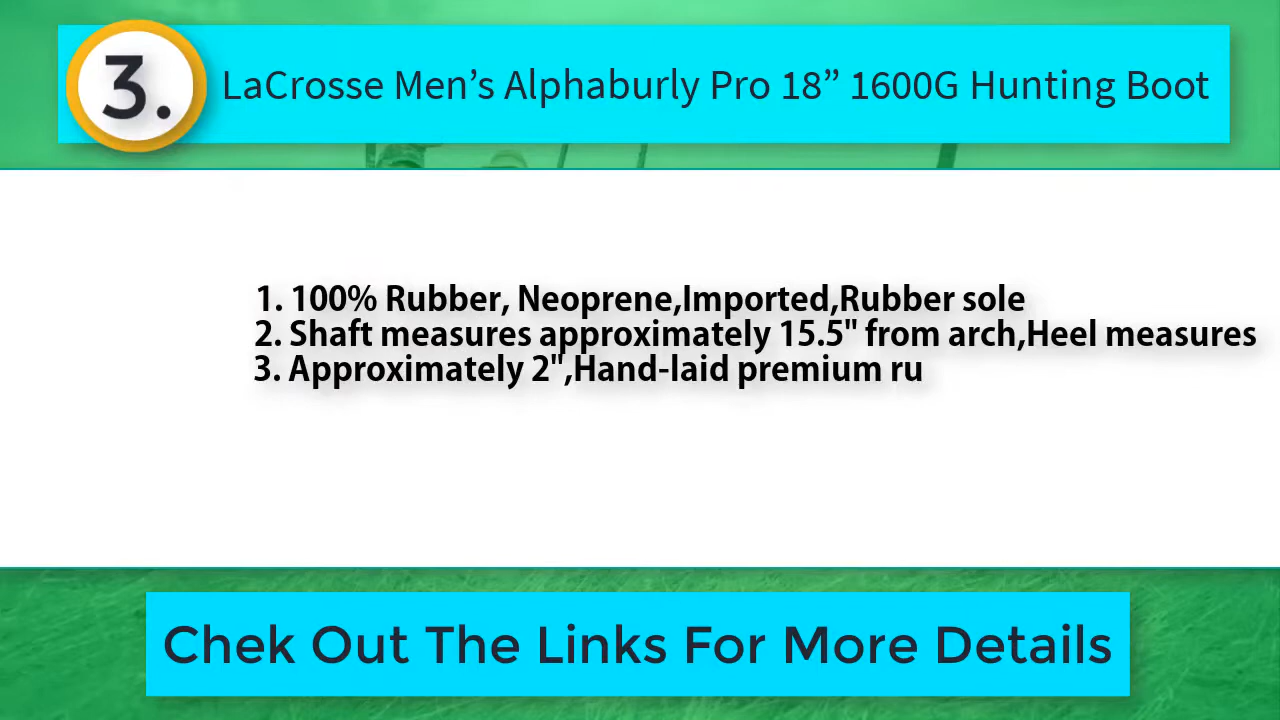 3.
LaCrosse Men’s Alphaburly Pro 18” 1600G Hunting Boot
1. 100% Rubber, Neoprene,Imported,Rubber sole
2. Shaft measures approximately 15.5" from arch,Heel measures
3. Approximately 2",Hand-laid premium ru
Chek Out The Links For More Details